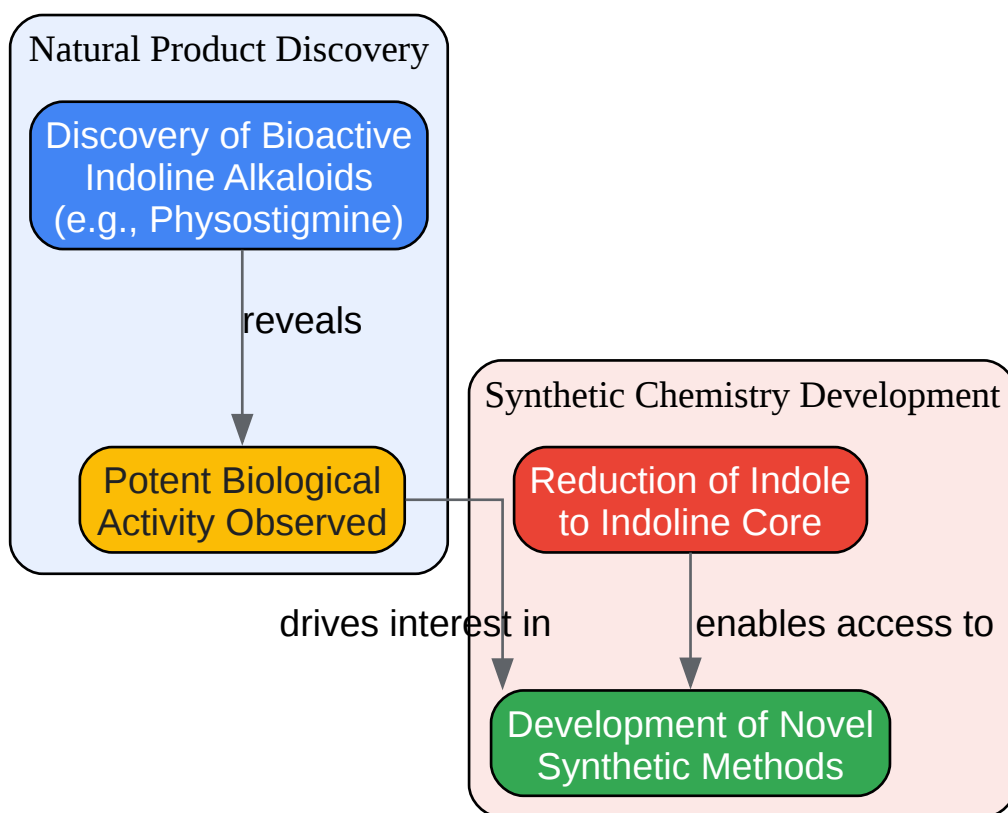 Natural Product Discovery
Discovery of Bioactive
Indoline Alkaloids
(e.g., Physostigmine)
reveals
Potent Biological
Activity Observed
Synthetic Chemistry Development
Reduction of Indole
to Indoline Core
drives interest in
enables access to
Development of Novel
Synthetic Methods